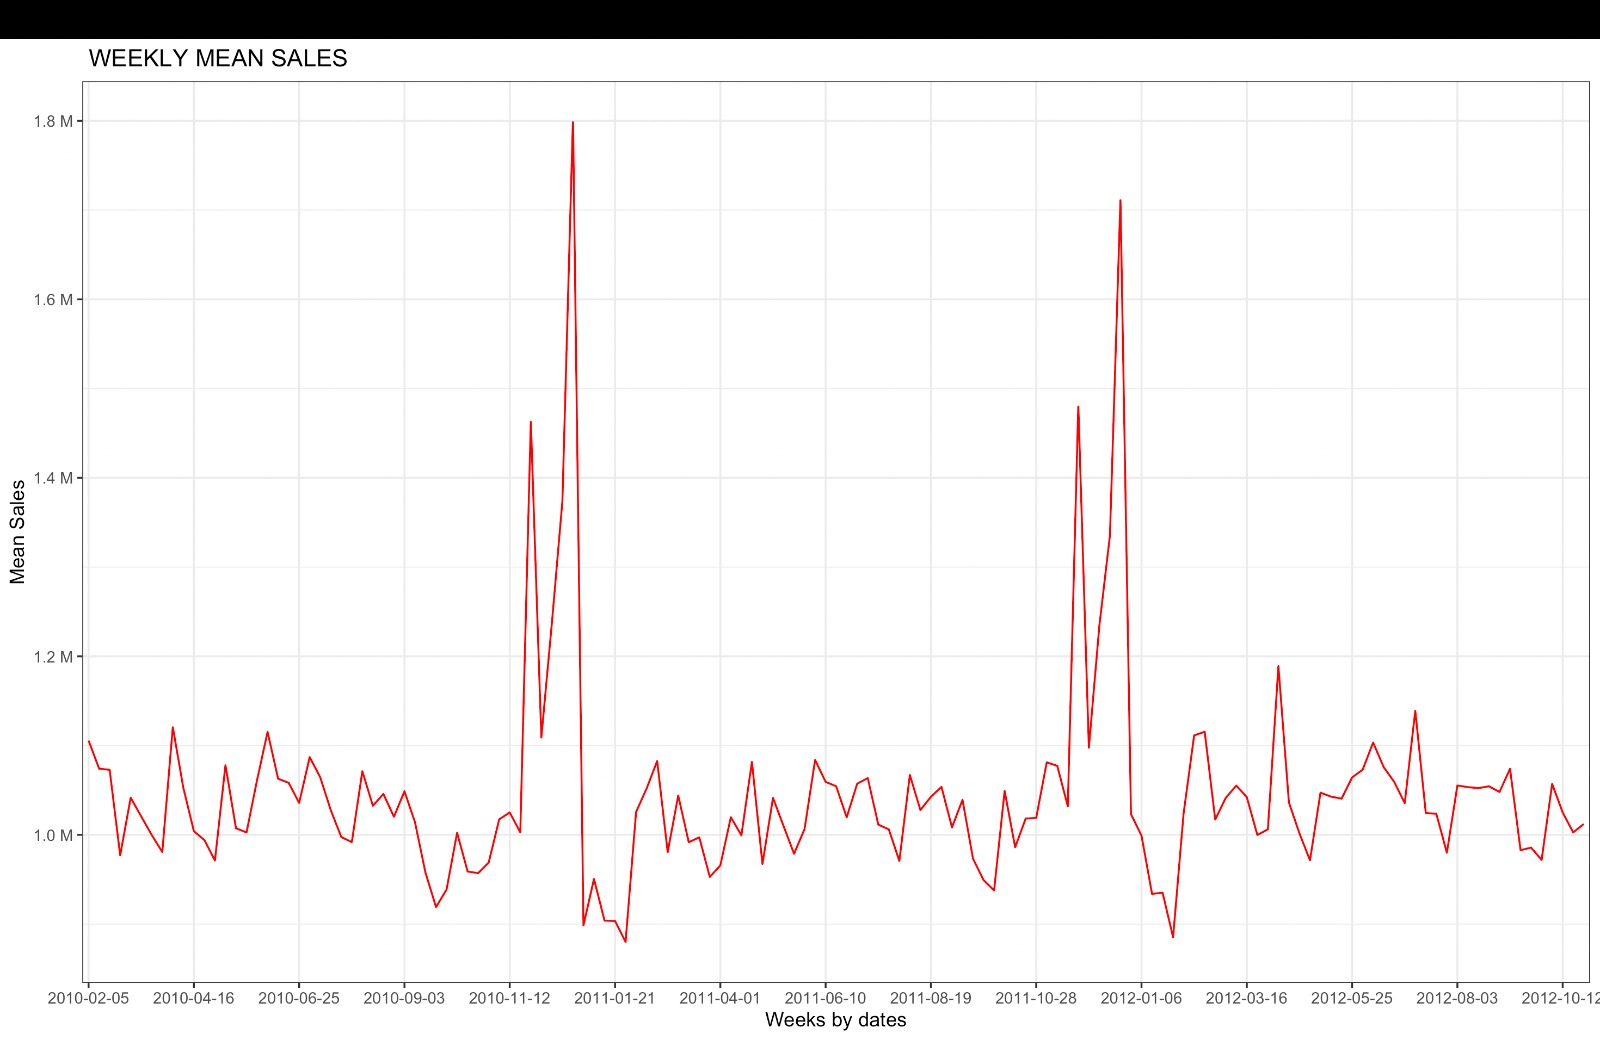 WEEKLY MEAN SALES
1.8 M
1.6 M
1.4 M
1.2 M
1.0 M
Mean Sales
2010-02-05 2010-04-16 2010-06-25 2010-09-03 2010-11-12 2011-01-21 2011-04-01 2011-06-10 2011-08-19 2011-10-28 2012-01-06 2012-03-16 2012-05-25 2012-08-03 2012-10-12
Weeks by dates